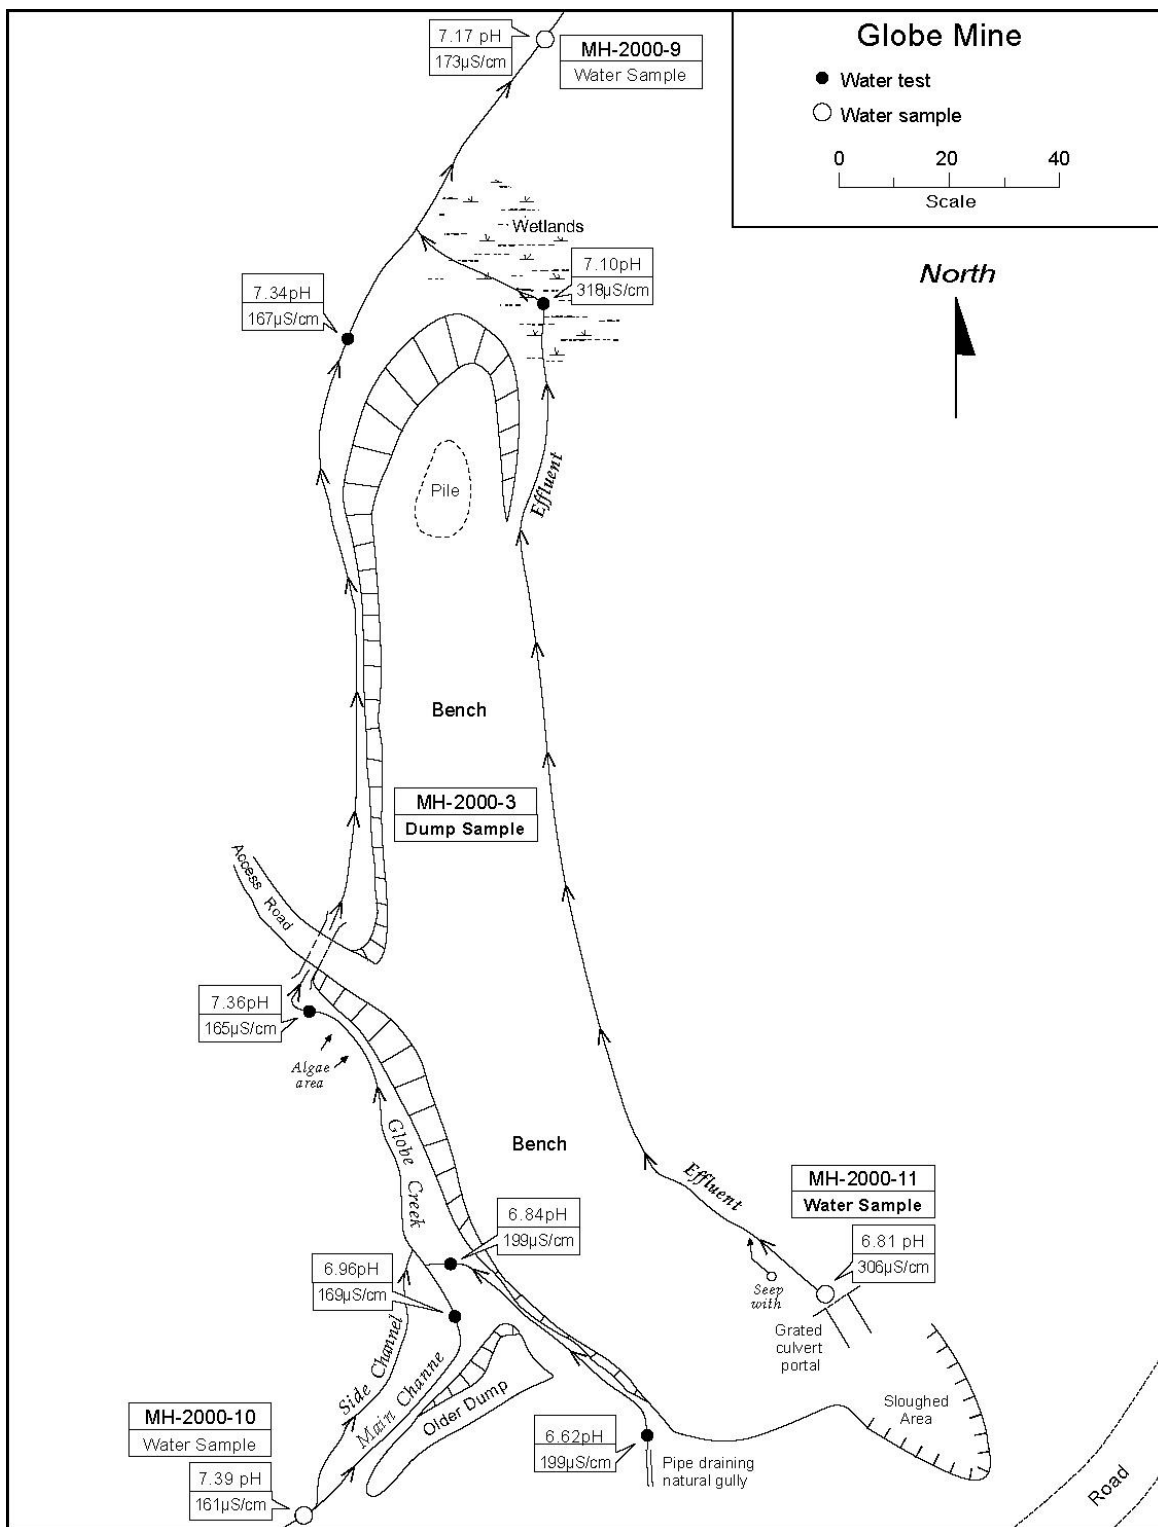 7.17 pH
173µS/cm
MH-2000-9
Water Sample
Globe Mine
Water test
Water sample
0 20 40
Scale
Wetlands
7.10pH
318µS/cm
North
7.34pH
167µS/cm
Pile
Effluent
Bench
MH-2000-3
Dump Sample
Access Road
7.36pH
165µS/cm
Algae
area
Globe Creek
Bench
Effluent
MH-2000-11
Water Sample
6.81 pH
306µS/cm
6.84pH
199µS/cm
6.96pH
169µS/cm
Seep
with
Grated
culvert
portal
Side Channel
Main Channe
Older Dump
Sloughed
Area
MH-2000-10
Water Sample
7.39 pH
161µS/cm
6.62pH
199µS/cm
Pipe draining
natural gully
Road